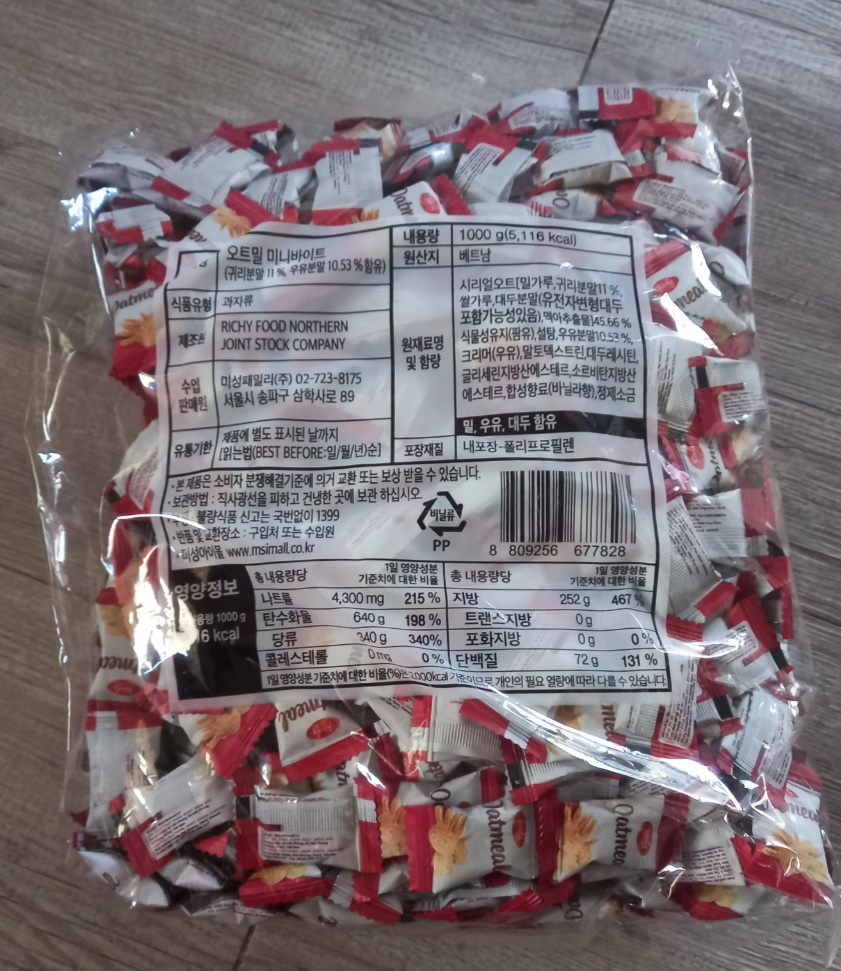 오트밀 미니바이트
(귀리분말 11 %, 우유분말 10.53 % 함유)
식품유형 과자류
제조원 RICHY FOOD NORTHERN
JOINT STOCK COMPANY
수입
판매원
미성패밀리(주) 02-723-8175
서울시 송파구 삼학사로 89
유통기한 제품에 별도 표시된 날까지
[읽는법(BEST BEFORE:일/월/년)순]
내용량 1000 g(5,116 kcal)
원산지 베트남
원재료명
및 함량
시리얼오트[밀가루,귀리분말11 %,
쌀가루,대두분말(유전자변형대두
포함가능성있음),맥아추출물]45.66 %
식물성유지(팜유),설탕,우유분말10.53 %,
크리머(우유),말토덱스트린,대두레시틴,
글리세린지방산에스테르,소르비탄지방산
에스테르,합성향료(바닐라향),정제소금
밀, 우유, 대두 함유
포장재질 내포장-폴리프로필렌
· 본 제품은 소비자 분쟁해결기준에 의거 교환 또는 보상 받을 수 있습니다.
· 보관방법 : 직사광선을 피하고 건냉한 곳에 보관 하십시오.
불량식품 신고는 국번없이 1399
· 반품 및 교환장소 : 구입처 또는 수입원
· 미성아이몰 www.msimall.co.kr
비닐류
PP
8 809256 677828
영양정보
1000 g
16 kcal
총 내용량당 1일 영양성분
기준치에 대한 비율
나트륨 4,300 mg 215 %
탄수화물 640 g 198 %
당류 340 g 340%
콜레스테롤 0 mg 0 %
총 내용량당 1일 영양성분
기준치에 대한 비율
지방 252 g 467 %
트랜스지방 0 g
포화지방 0 g 0 %
단백질 72 g 131 %
1일 영양성분 기준치에 대한 비율(%)은 2,000kcal 기준이므로 개인의 필요 열량에 따라 다를 수 있습니다.
Oatmeal
Oatmeal
Oatmeal